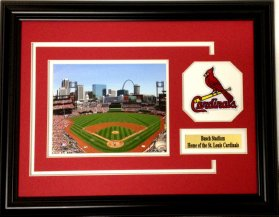 Cardinals
Busch Stadium
Home of the St. Louis Cardinals